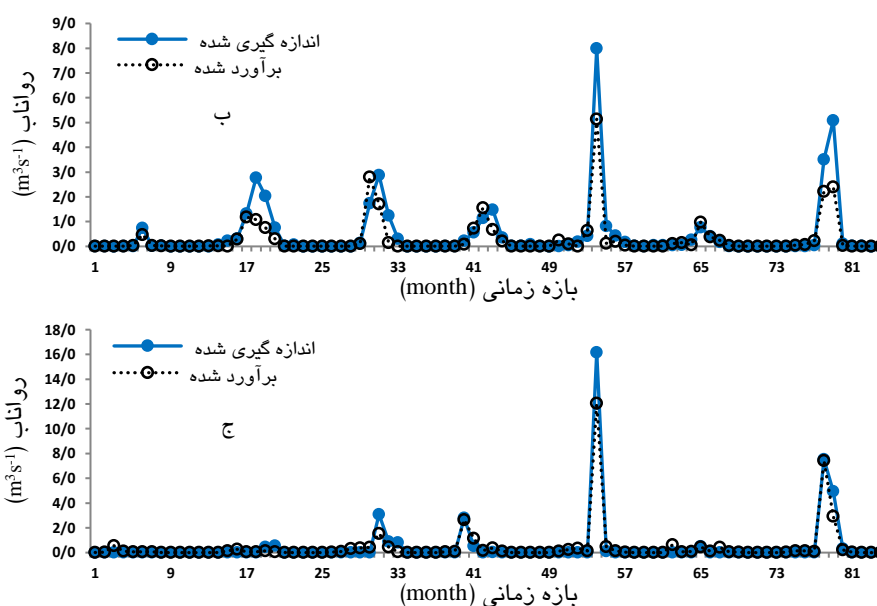 9/0
8/0
7/0
6/0
5/0
4/0
3/0
2/0
1/0
0/0
رواناب (m³s⁻¹)
اندازه گیری شده
برآورد شده
ب
1 9 17 25 33 41 49 57 65 73 81
بازه زمانی (month)
18/0
16/0
14/0
12/0
10/0
8/0
6/0
4/0
2/0
0/0
رواناب (m³s⁻¹)
اندازه گیری شده
برآورد شده
ج
1 9 17 25 33 41 49 57 65 73 81
بازه زمانی (month)